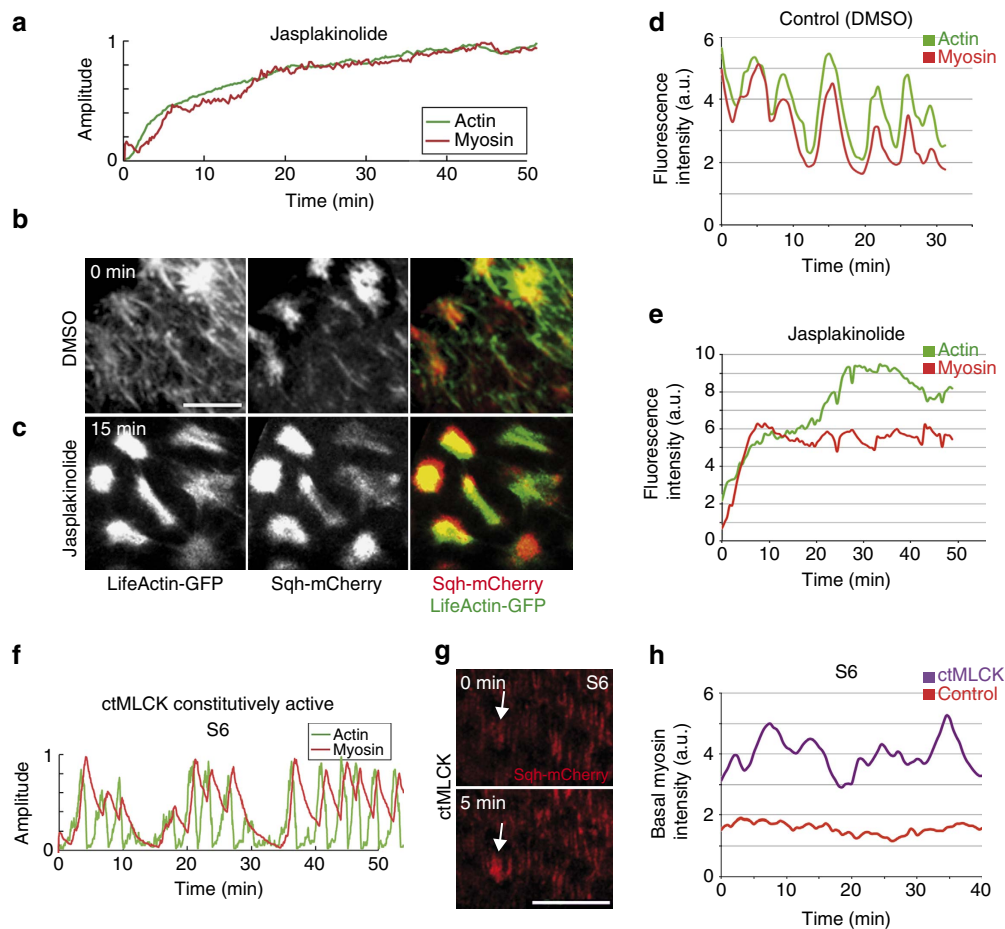 a
Jasplakinolide
Amplitude
1
0
Actin
Myosin
0 10 20 30 40 50
Time (min)
b
DMSO
0 min
c
Jasplakinolide
15 min
LifeActin-GFP
Sqh-mCherry
Sqh-mCherry
LifeActin-GFP
d
Control (DMSO)
Actin
Myosin
Fluorescence
intensity (a.u.)
6
4
2
0
0 10 20 30
Time (min)
e
Jasplakinolide
Actin
Myosin
Fluorescence
intensity (a.u.)
10
9
8
7
6
5
4
3
2
1
0
0 10 20 30 40 50
Time (min)
f
ctMLCK constitutively active
S6
Actin
Myosin
Amplitude
1
0
0 10 20 30 40 50
Time (min)
g
ctMLCK
0 min
S6
Sqh-mCherry
5 min
h
S6
ctMLCK
Control
Basal myosin
intensity (a.u.)
6
4
2
0
0 10 20 30 40
Time (min)